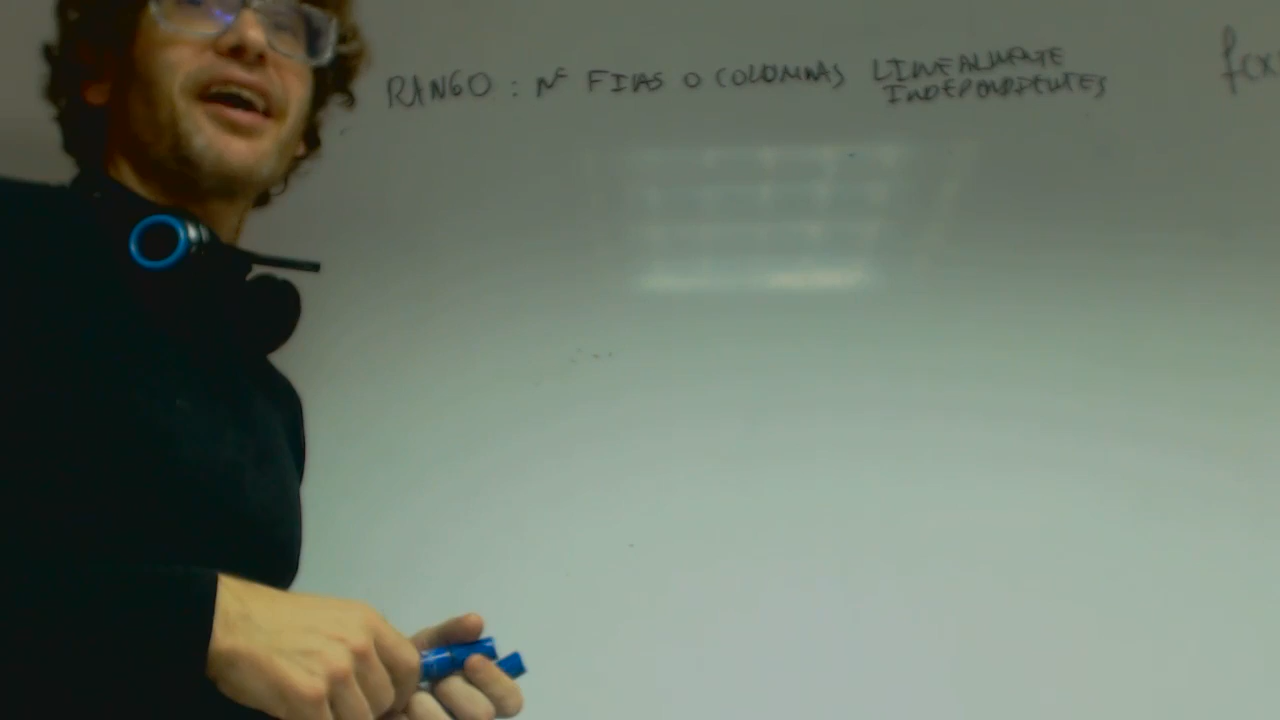 RANGO : Nº FILAS O COLUMNAS LINEALMENTE
INDEPENDIENTES
f(x